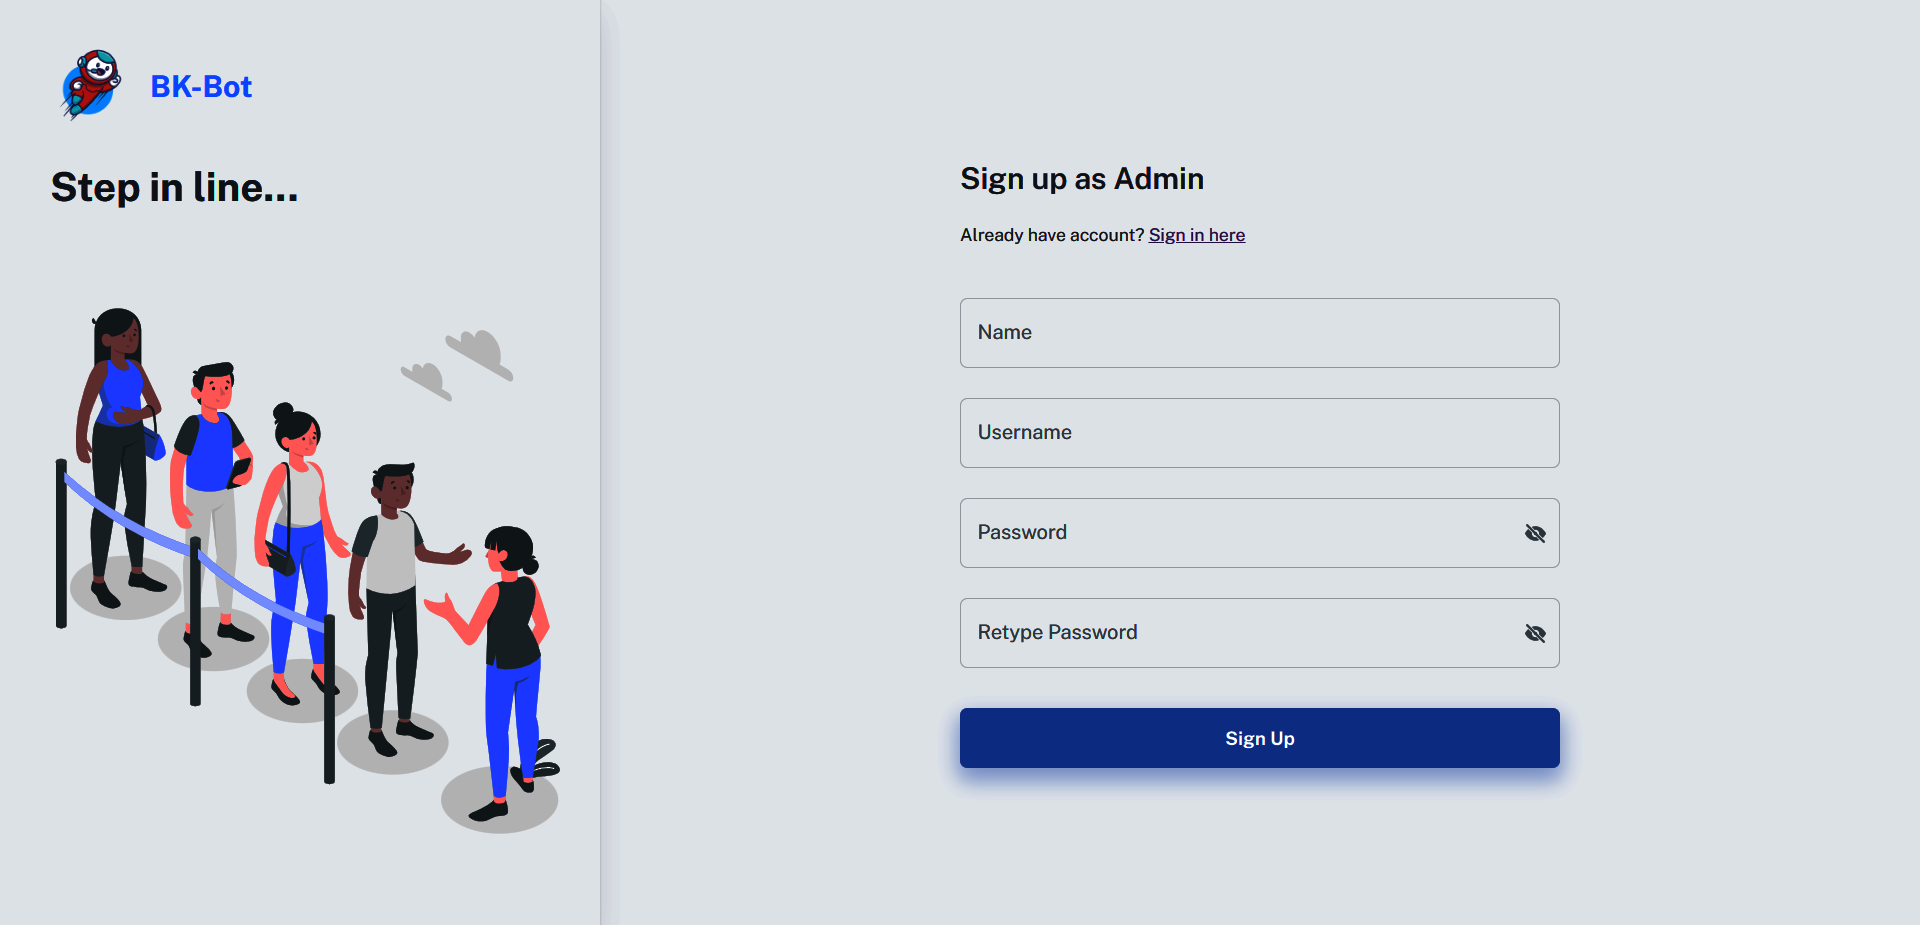 BK-Bot
Step in line...
Sign up as Admin
Already have account? Sign in here
Name
Username
Password
Retype Password
Sign Up